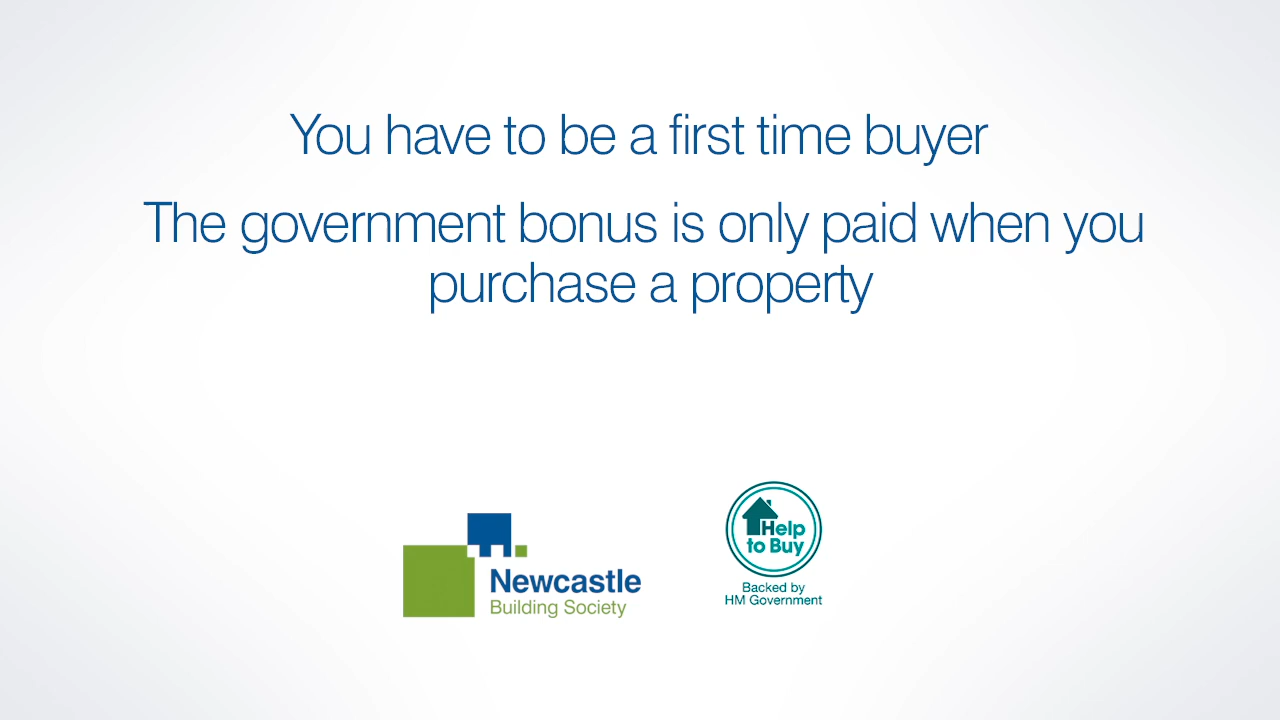 You have to be a first time buyer
The government bonus is only paid when you
purchase a property
Newcastle
Building Society
Help
to Buy
Backed by
HM Government